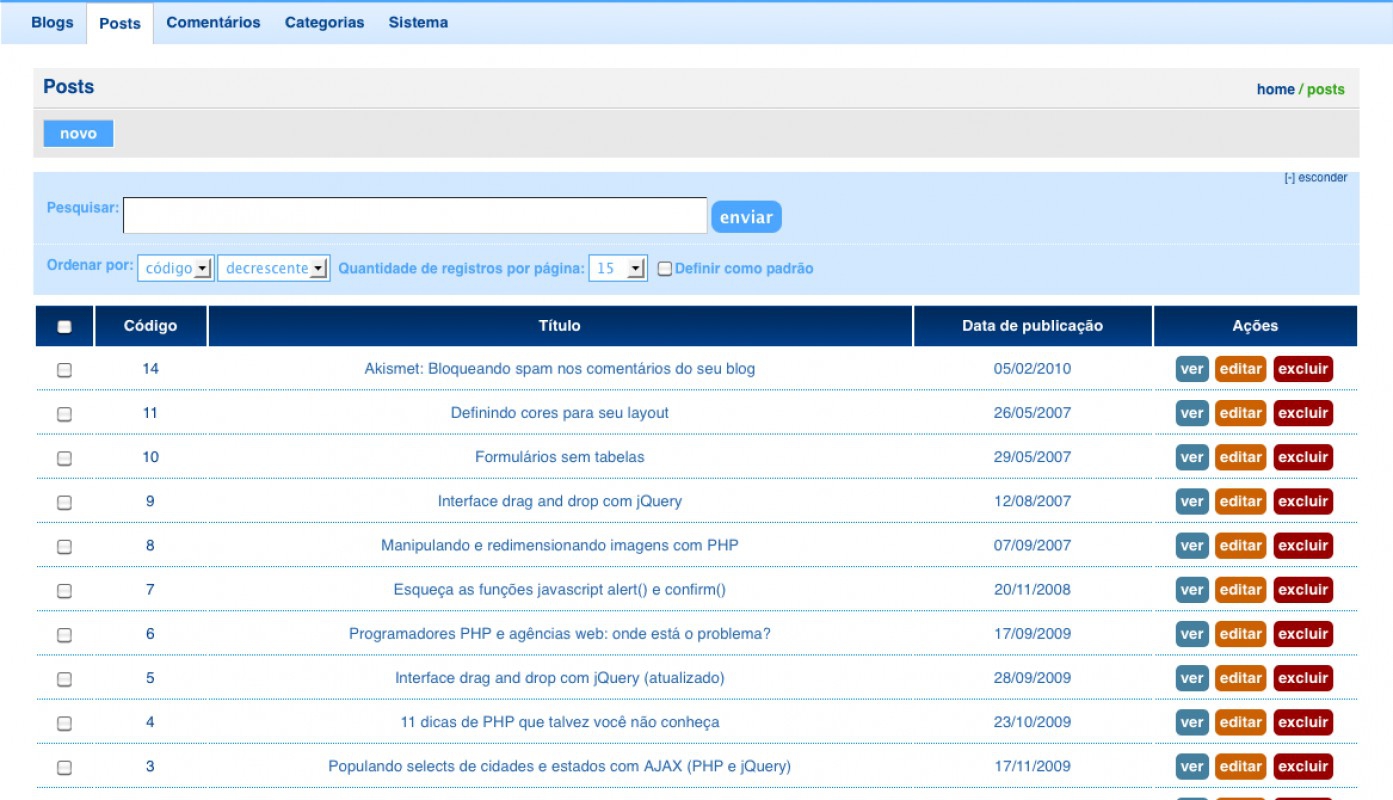 Blogs Posts Comentários Categorias Sistema
Posts home / posts
novo
[-] esconder
Pesquisar: enviar
Ordenar por: código decrescente Quantidade de registros por página: 15 Definir como padrão
Código Título Data de publicação Ações
14 Akismet: Bloqueando spam nos comentários do seu blog 05/02/2010 ver editar excluir
11 Definindo cores para seu layout 26/05/2007 ver editar excluir
10 Formulários sem tabelas 29/05/2007 ver editar excluir
9 Interface drag and drop com jQuery 12/08/2007 ver editar excluir
8 Manipulando e redimensionando imagens com PHP 07/09/2007 ver editar excluir
7 Esqueça as funções javascript alert() e confirm() 20/11/2008 ver editar excluir
6 Programadores PHP e agências web: onde está o problema? 17/09/2009 ver editar excluir
5 Interface drag and drop com jQuery (atualizado) 28/09/2009 ver editar excluir
4 11 dicas de PHP que talvez você não conheça 23/10/2009 ver editar excluir
3 Populando selects de cidades e estados com AJAX (PHP e jQuery) 17/11/2009 ver editar excluir